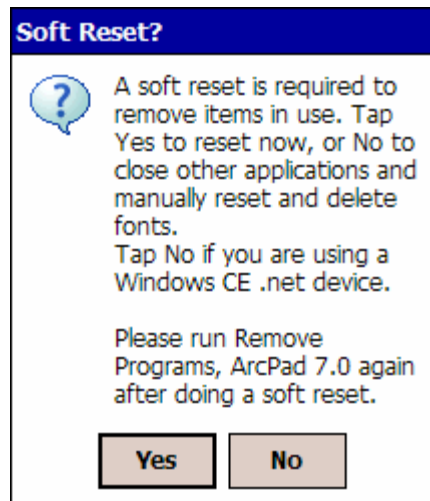 Soft Reset?
A soft reset is required to
remove items in use. Tap
Yes to reset now, or No to
close other applications and
manually reset and delete
fonts.
Tap No if you are using a
Windows CE .net device.
Please run Remove
Programs, ArcPad 7.0 again
after doing a soft reset.
Yes No